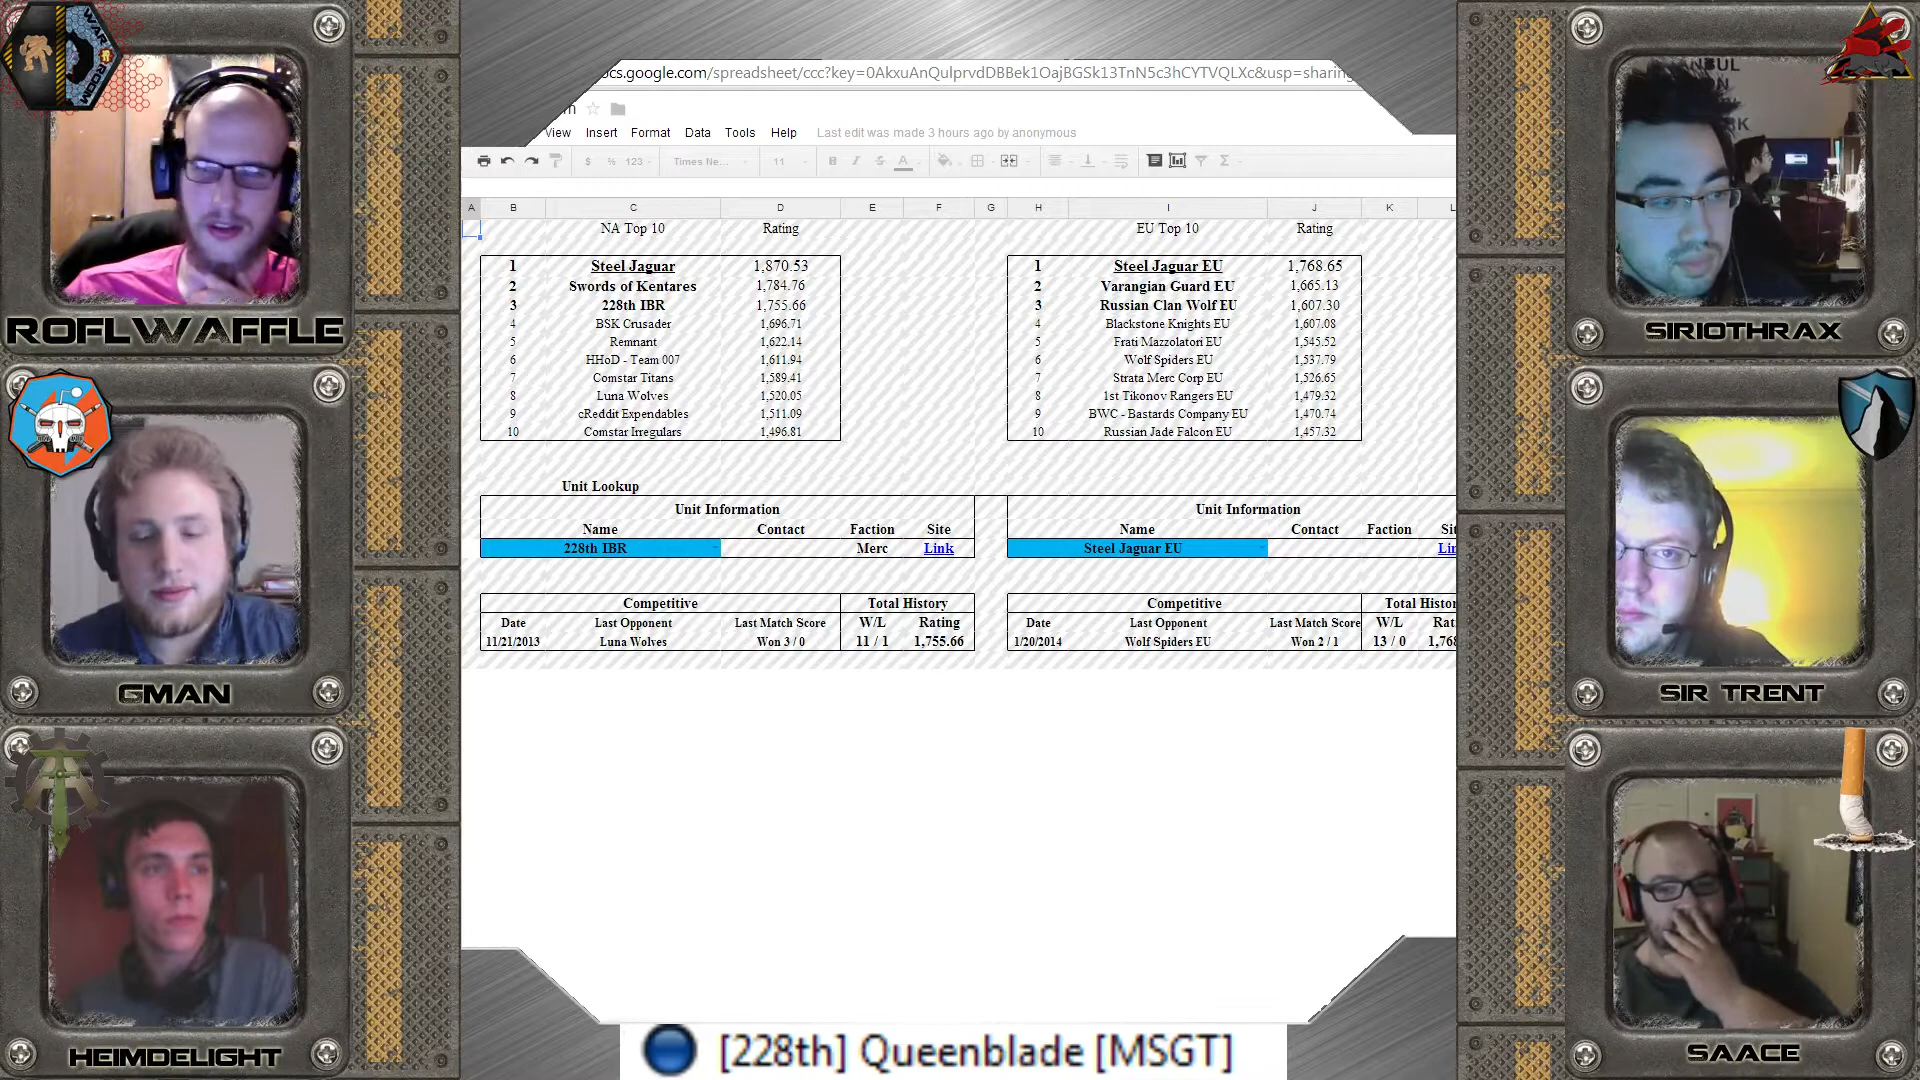 ocs.google.com/spreadsheet/ccc?key=0AkxuAnQulprvdDBBek1OajBGSk13TnN5c3hCYTVQLXc&usp=sharing
View Insert Format Data Tools Help Last edit was made 3 hours ago by anonymous
$ % 123 Times Ne... 11 B I S A Σ
A B C D E F G H I J K L
NA Top 10 Rating EU Top 10 Rating
1 Steel Jaguar 1,870.53 1 Steel Jaguar EU 1,768.65
2 Swords of Kentares 1,784.76 2 Varangian Guard EU 1,665.13
3 228th IBR 1,755.66 3 Russian Clan Wolf EU 1,607.30
4 BSK Crusader 1,696.71 4 Blackstone Knights EU 1,607.08
5 Remnant 1,622.14 5 Frati Mazzolatori EU 1,545.52
6 HHoD - Team 007 1,611.94 6 Wolf Spiders EU 1,537.79
7 Comstar Titans 1,589.41 7 Strata Merc Corp EU 1,526.65
8 Luna Wolves 1,520.05 8 1st Tikonov Rangers EU 1,479.32
9 cReddit Expendables 1,511.09 9 BWC - Bastards Company EU 1,470.74
10 Comstar Irregulars 1,496.81 10 Russian Jade Falcon EU 1,457.32
Unit Lookup
Unit Information Unit Information
Name Contact Faction Site Name Contact Faction Sit
228th IBR Merc Link Steel Jaguar EU Lin
Competitive Total History Competitive Total Histor
Date Last Opponent Last Match Score W/L Rating Date Last Opponent Last Match Score W/L Rat
11/21/2013 Luna Wolves Won 3 / 0 11 / 1 1,755.66 1/20/2014 Wolf Spiders EU Won 2 / 1 13 / 0 1,768
WAR ROOM
ROFLWAFFLE
GMAN
HEIMDELIGHT
SIRIOTHRAX
SIR TRENT
SAACE
[228th] Queenblade [MSGT]